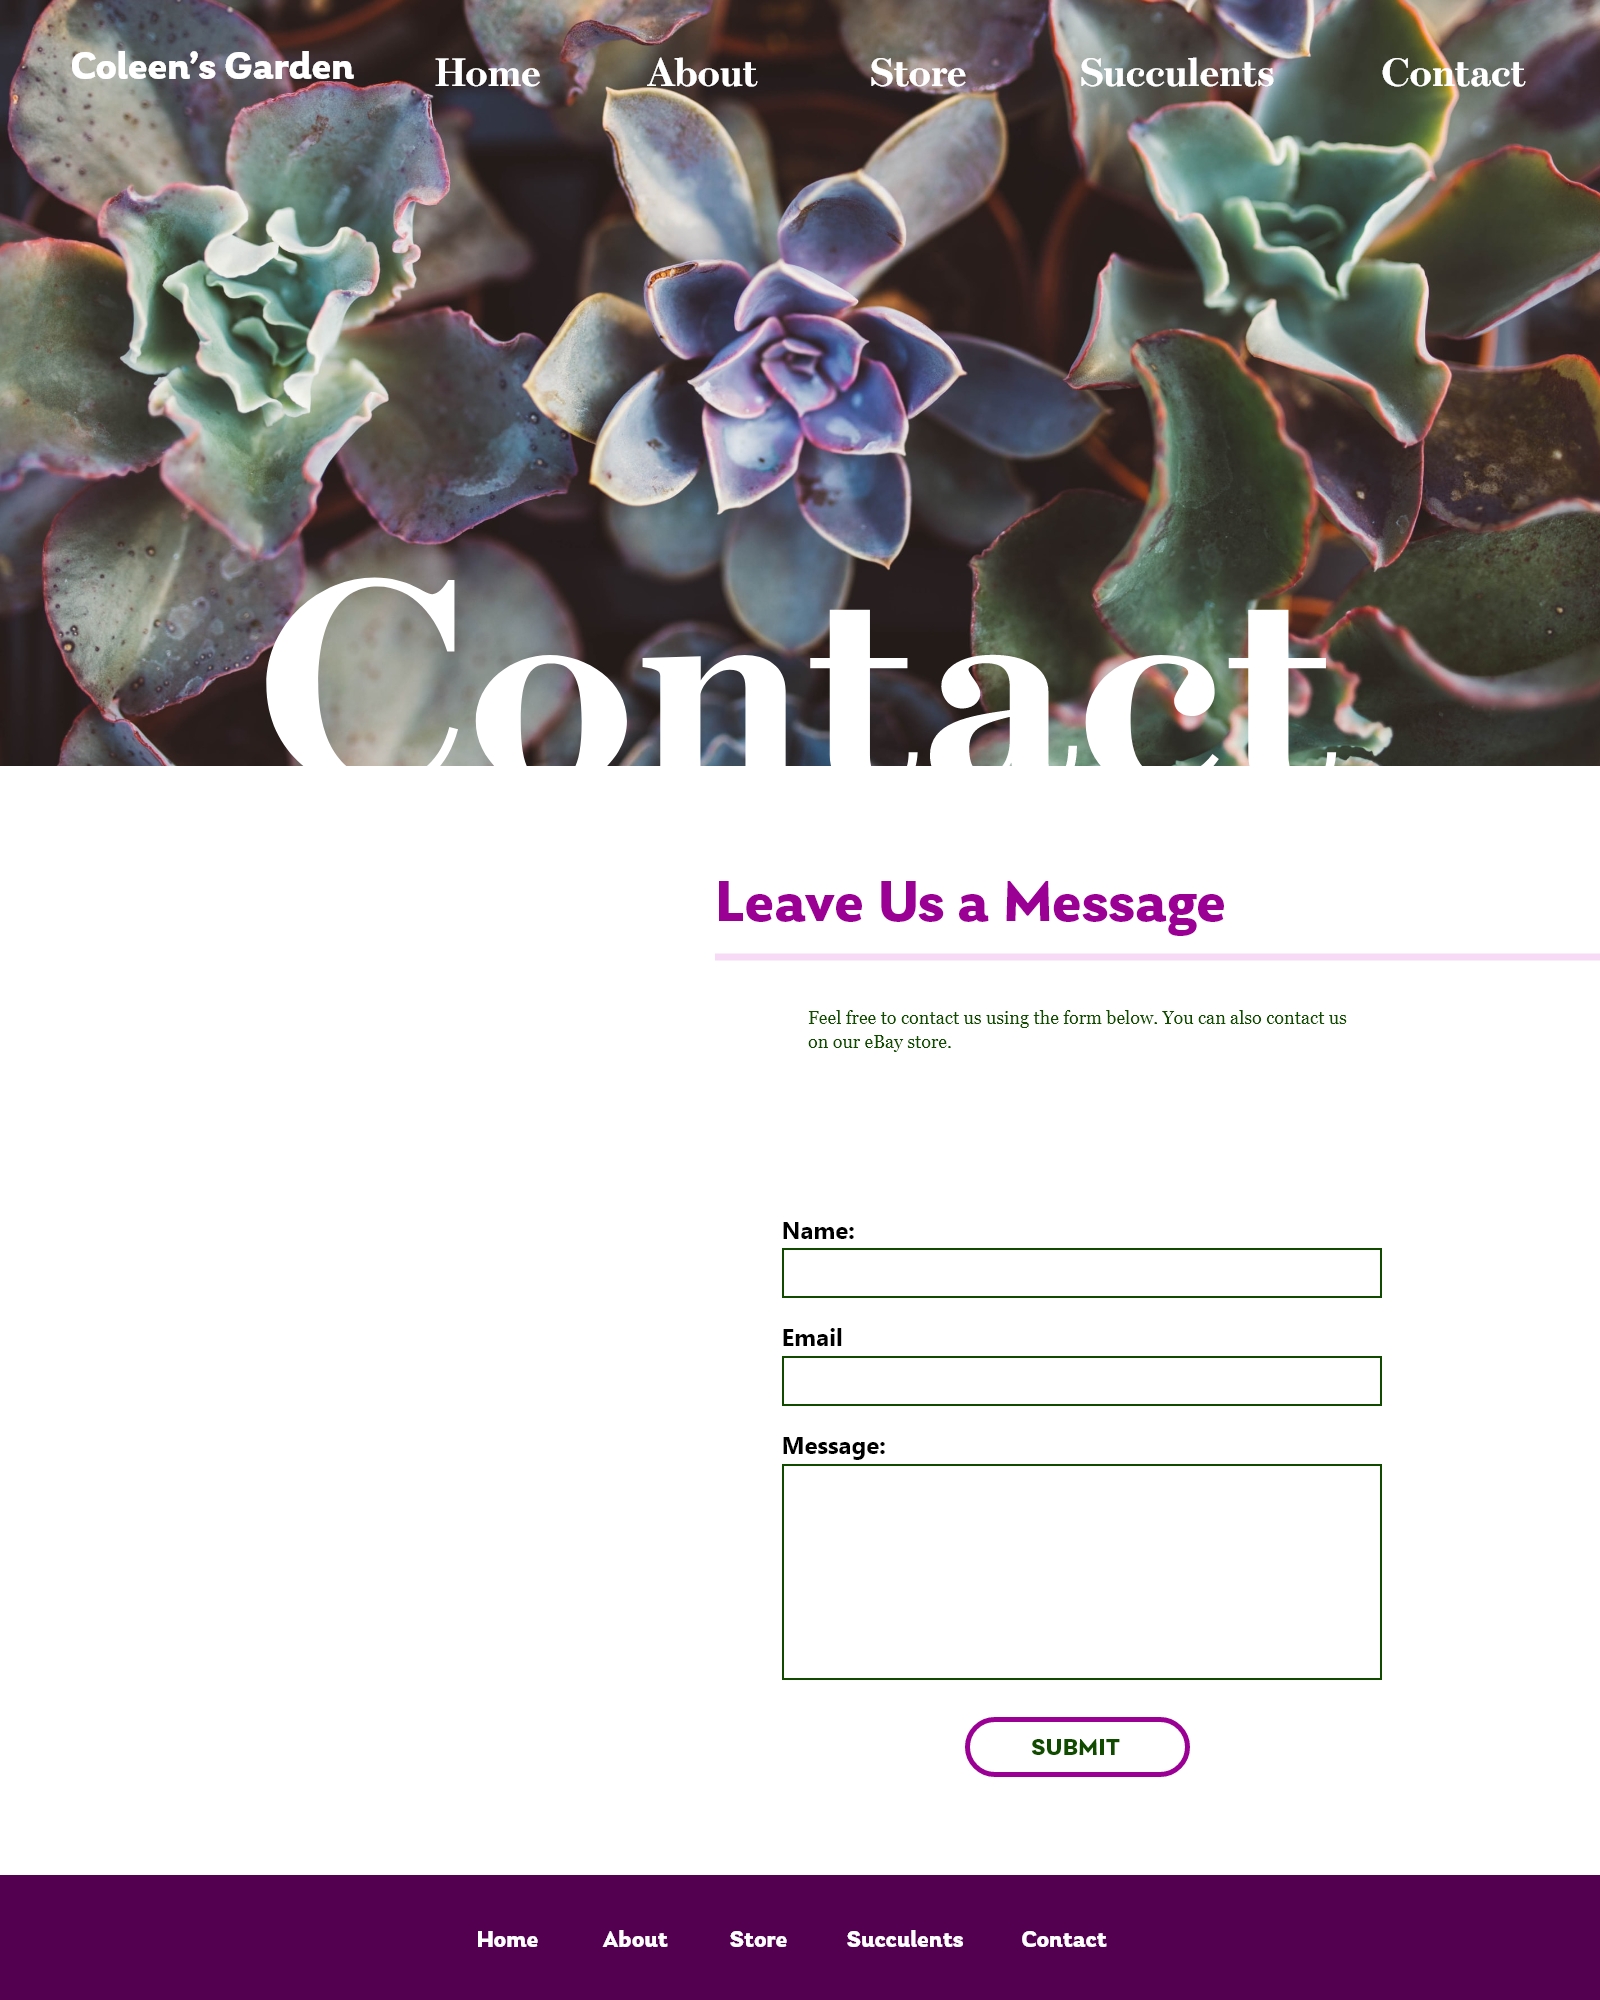 Coleen’s Garden Home About Store Succulents Contact
Contact
Leave Us a Message
Feel free to contact us using the form below. You can also contact us
on our eBay store.
Name:
Email
Message:
SUBMIT
Home About Store Succulents Contact